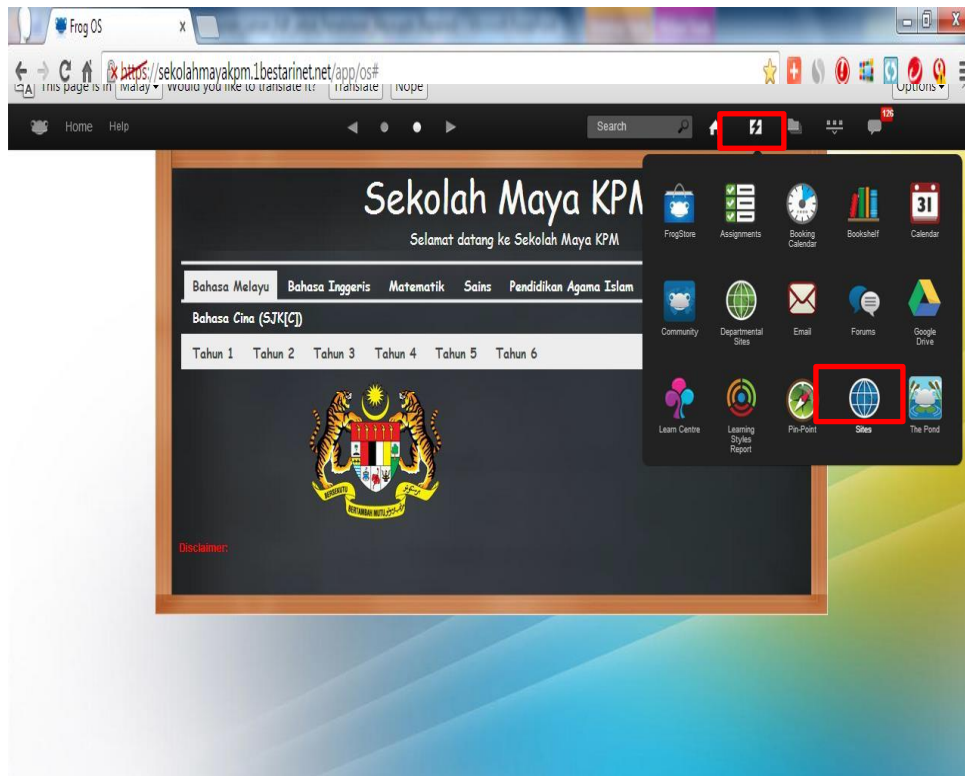 Frog OS
https://sekolahmayakpm.1bestarinet.net/app/os#
This page is in Malay Would you like to translate it? Translate Nope Options
Home Help Search 126
Sekolah Maya KPM
Selamat datang ke Sekolah Maya KPM
Bahasa Melayu Bahasa Inggeris Matematik Sains Pendidikan Agama Islam
Bahasa Cina (SJK[C])
Tahun 1 Tahun 2 Tahun 3 Tahun 4 Tahun 5 Tahun 6
BERSEKUTU BERTAMBAH MUTU
Disclaimer:
31
FrogStore Assignments Booking Calendar Bookshelf Calendar
Community Departmental Sites Email Forums Google Drive
Learn Centre Learning Styles Report Pin-Point Sites The Pond